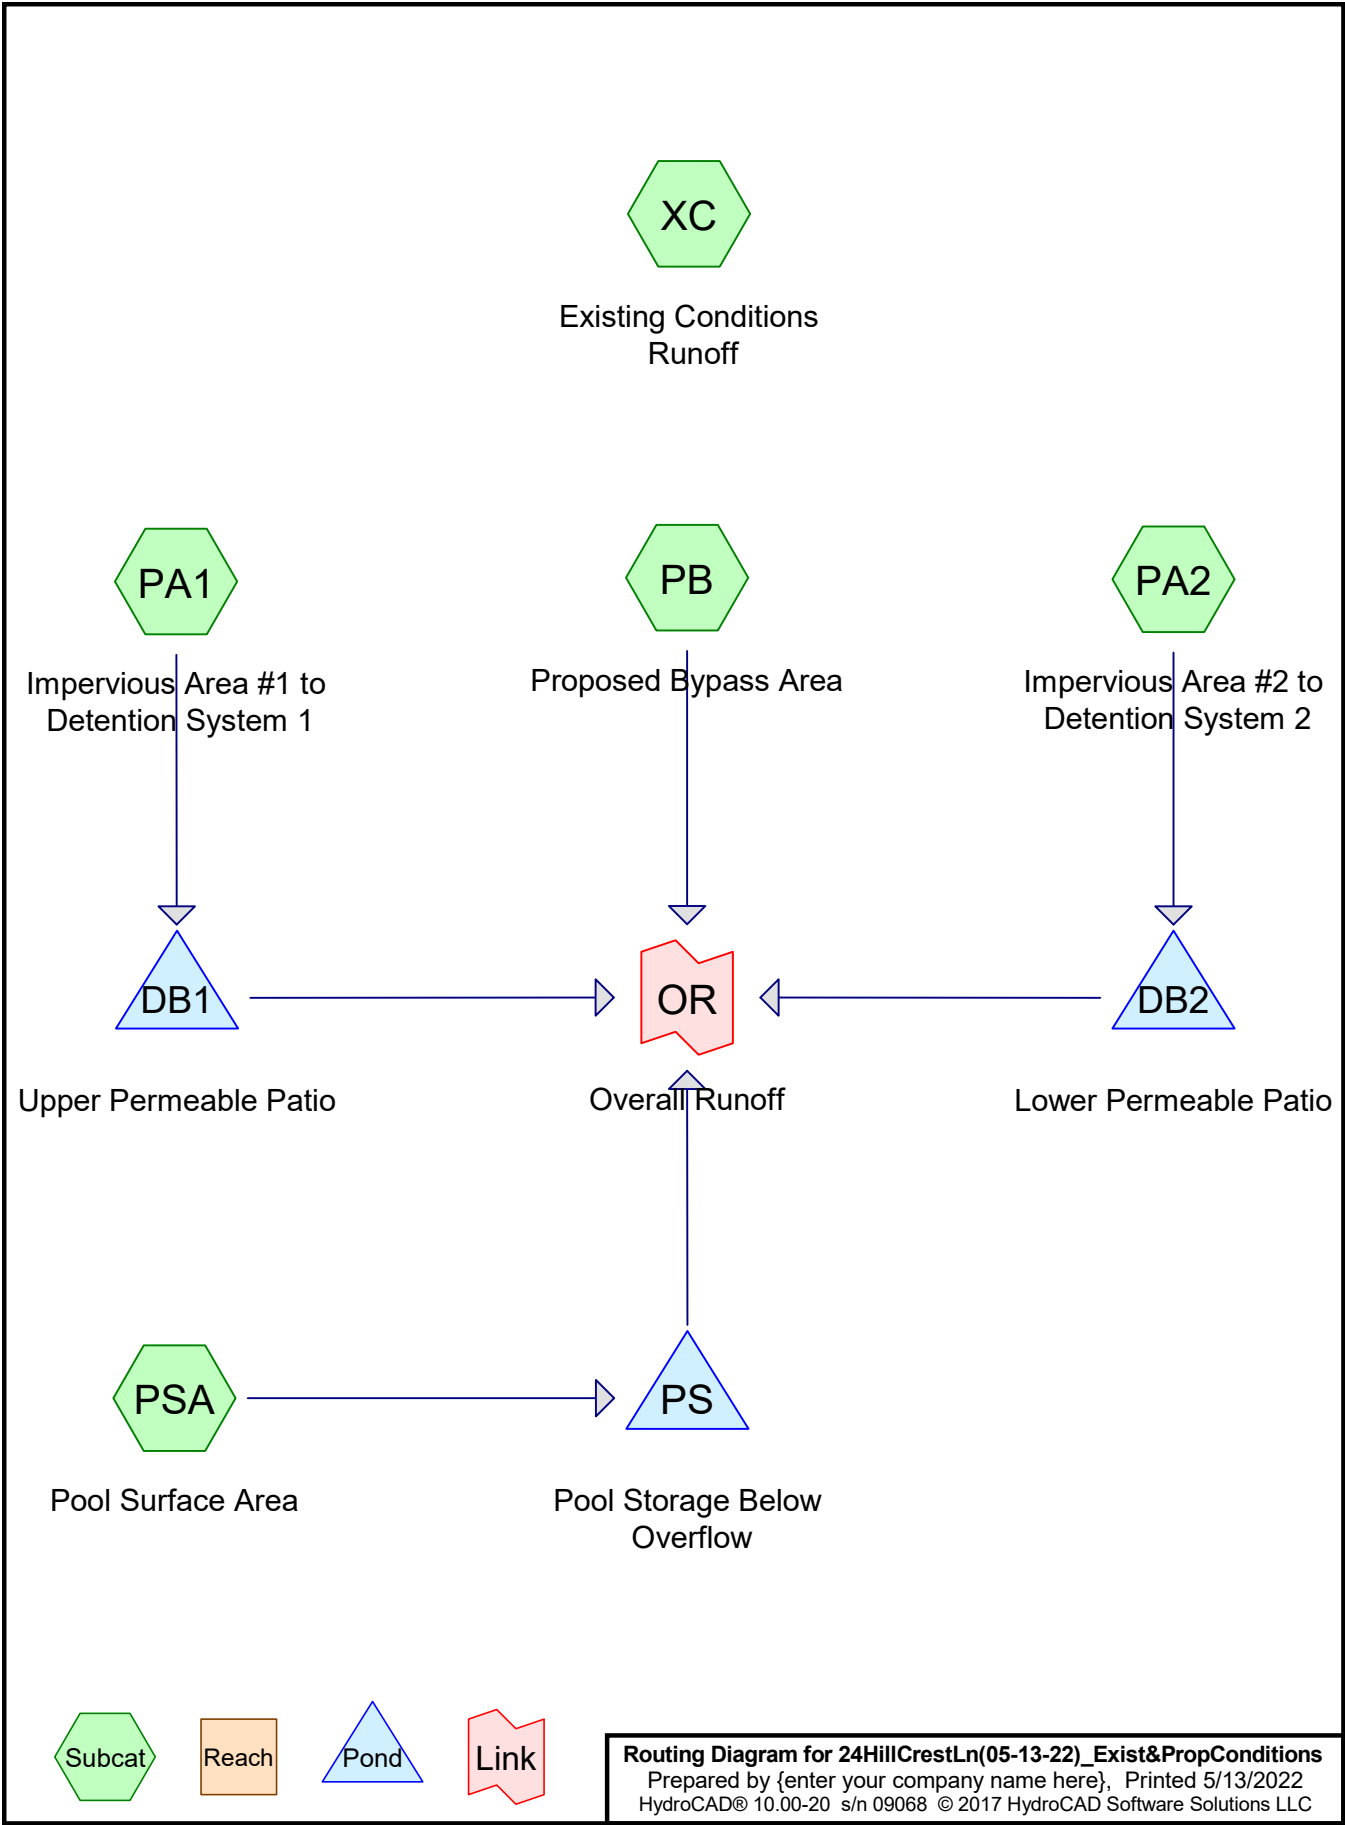 XC
Existing Conditions
Runoff
PA1
PB
PA2
Impervious Area #1 to
Detention System 1
Proposed Bypass Area
Impervious Area #2 to
Detention System 2
DB1
OR
DB2
Upper Permeable Patio
Overall Runoff
Lower Permeable Patio
PSA
PS
Pool Surface Area
Pool Storage Below
Overflow
Subcat
Reach
Pond
Link
Routing Diagram for 24HillCrestLn(05-13-22)_Exist&PropConditions
Prepared by {enter your company name here}, Printed 5/13/2022
HydroCAD® 10.00-20 s/n 09068 © 2017 HydroCAD Software Solutions LLC